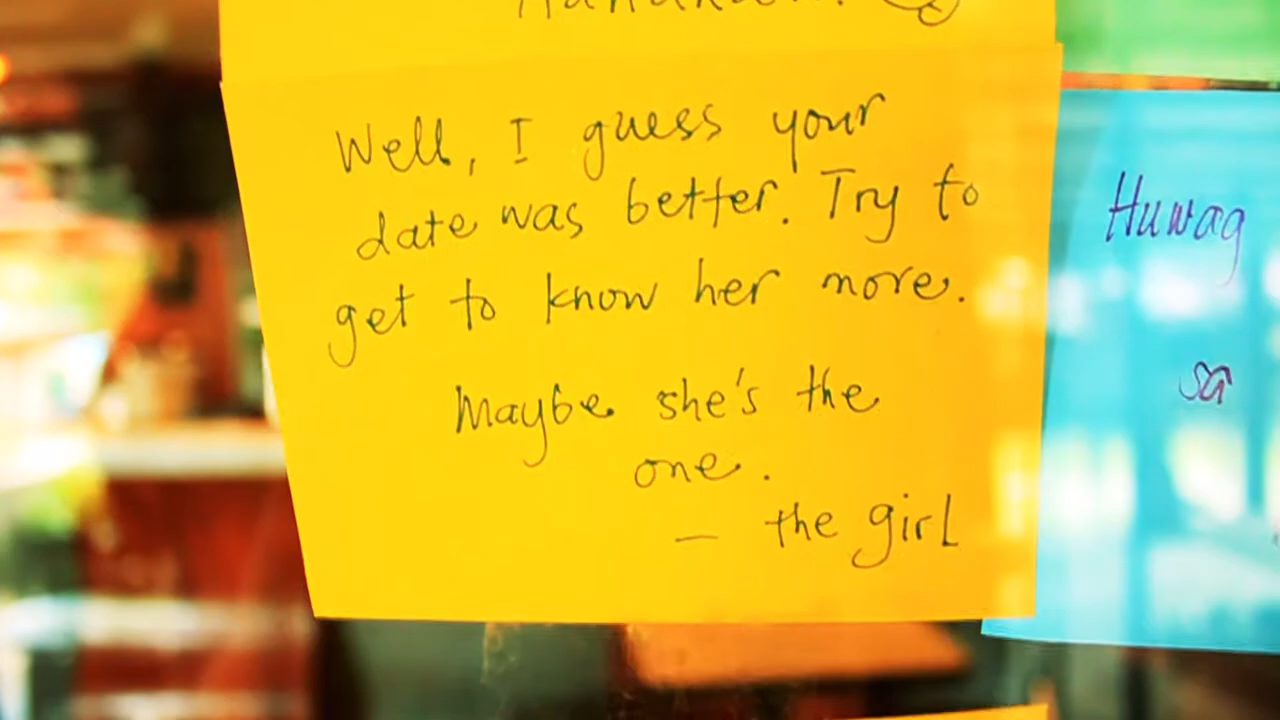 Well, I guess your
date was better. Try to
get to know her more.
Maybe she's the
one.
— the girl
Huwag
sa